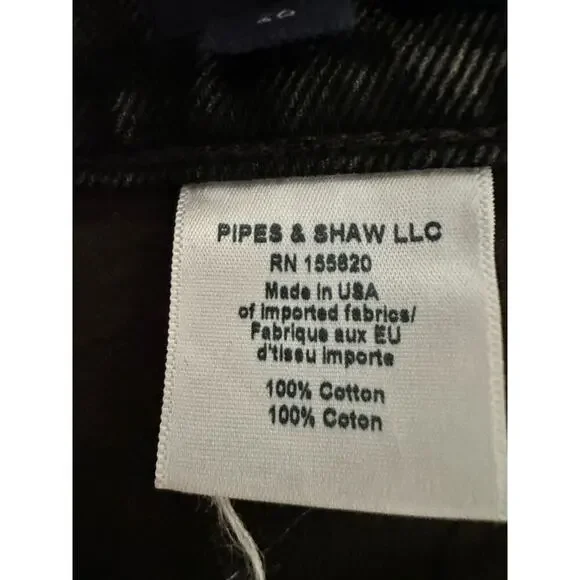 PIPES & SHAW LLC
RN 155820
Made in USA
of imported fabrics/
Fabrique aux EU
d'tissu importe
100% Cotton
100% Coton